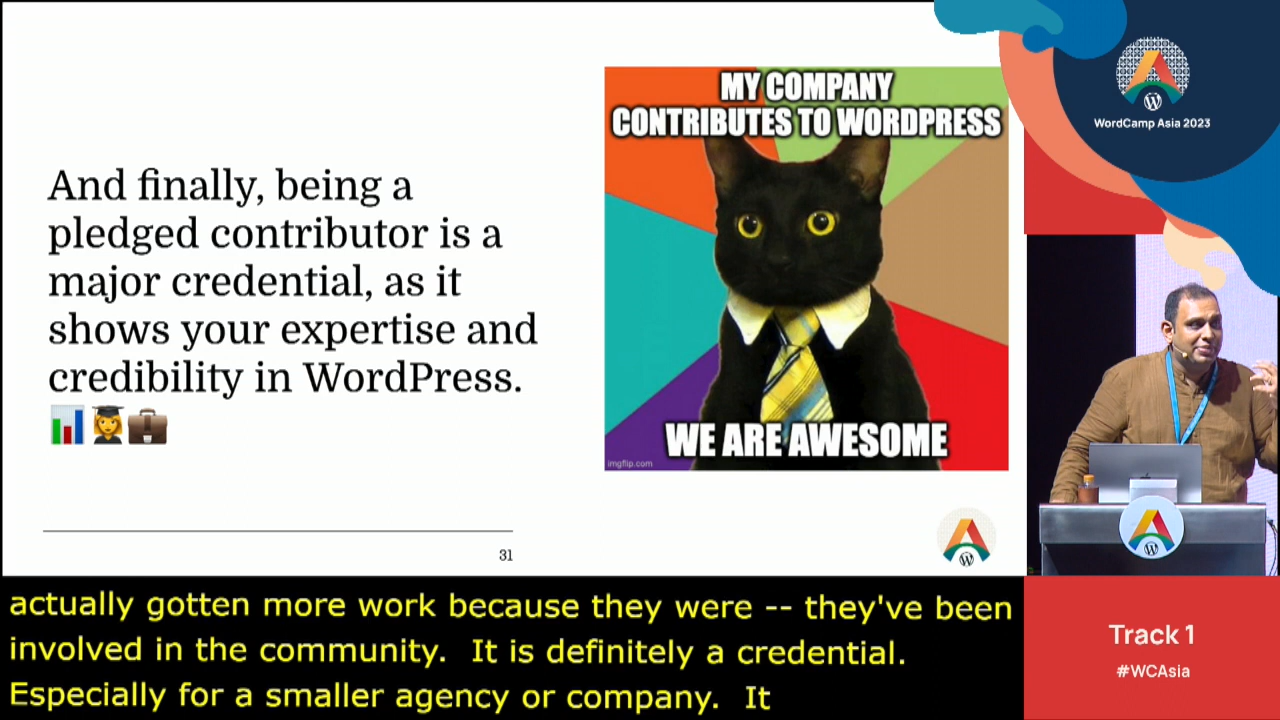 And finally, being a
pledged contributor is a
major credential, as it
shows your expertise and
credibility in WordPress.
MY COMPANY
CONTRIBUTES TO WORDPRESS
WE ARE AWESOME
imgflip.com
31
WordCamp Asia 2023
Track 1
#WCAsia
actually gotten more work because they were -- they've been
involved in the community.  It is definitely a credential.
Especially for a smaller agency or company.  It